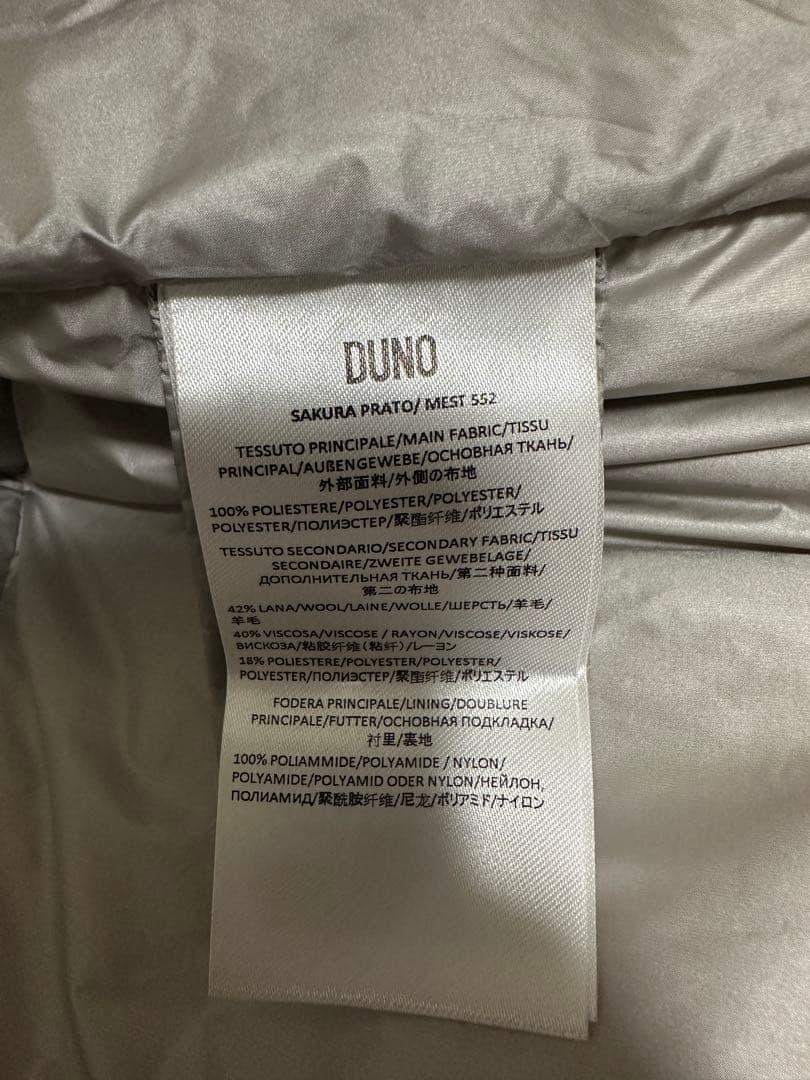 DUNO
SAKURA PRATO/ MEST 552
TESSUTO PRINCIPALE/MAIN FABRIC/TISSU
PRINCIPAL/AUßENGEWEBE/ОСНОВНАЯ ТКАНЬ/
外部面料/外側の布地
100% POLIESTERE/POLYESTER/POLYESTER/
POLYESTER/ПОЛИЭСТЕР/聚酯纤维/ポリエステル
TESSUTO SECONDARIO/SECONDARY FABRIC/TISSU
SECONDAIRE/ZWEITE GEWEBELAGE/
ДОПОЛНИТЕЛЬНАЯ ТКАНЬ/第二种面料/
第二の布地
42% LANA/WOOL/LAINE/WOLLE/ШЕРСТЬ/羊毛/
羊毛
40% VISCOSA/VISCOSE / RAYON/VISCOSE/VISKOSE/
ВИСКОЗА/粘胶纤维(粘纤)/レーヨン
18% POLIESTERE/POLYESTER/POLYESTER/
POLYESTER/ПОЛИЭСТЕР/聚酯纤维/ポリエステル
FODERA PRINCIPALE/LINING/DOUBLURE
PRINCIPALE/FUTTER/ОСНОВНАЯ ПОДКЛАДКА/
衬里/裏地
100% POLIAMMIDE/POLYAMIDE / NYLON/
POLYAMIDE/POLYAMID ODER NYLON/НЕЙЛОН,
ПОЛИАМИД/聚酰胺纤维/尼龙/ポリアミド/ナイロン